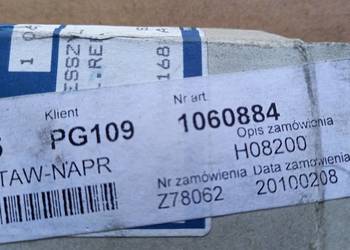 Klient
PG109
TAW-NAPR
Nr art.
1060884
Opis zamówienia
H08200
Nr zamówienia Data zamówienia
Z78062 20100208